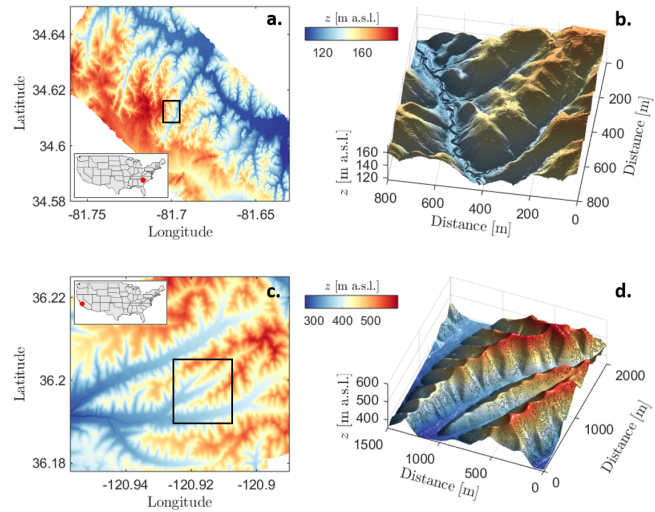 a.
34.64
34.62
34.6
34.58
Latitude
-81.75
-81.7
-81.65
Longitude
z [m a.s.l.]
120
160
b.
0
200
400
600
800
Distance [m]
160
140
120
z [m a.s.l.]
800
600
400
200
0
Distance [m]
c.
36.22
36.2
36.18
Latitude
-120.94
-120.92
-120.9
Longitude
z [m a.s.l.]
300
400
500
d.
2000
1000
0
Distance [m]
600
500
400
z [m a.s.l.]
1500
1000
500
0
Distance [m]